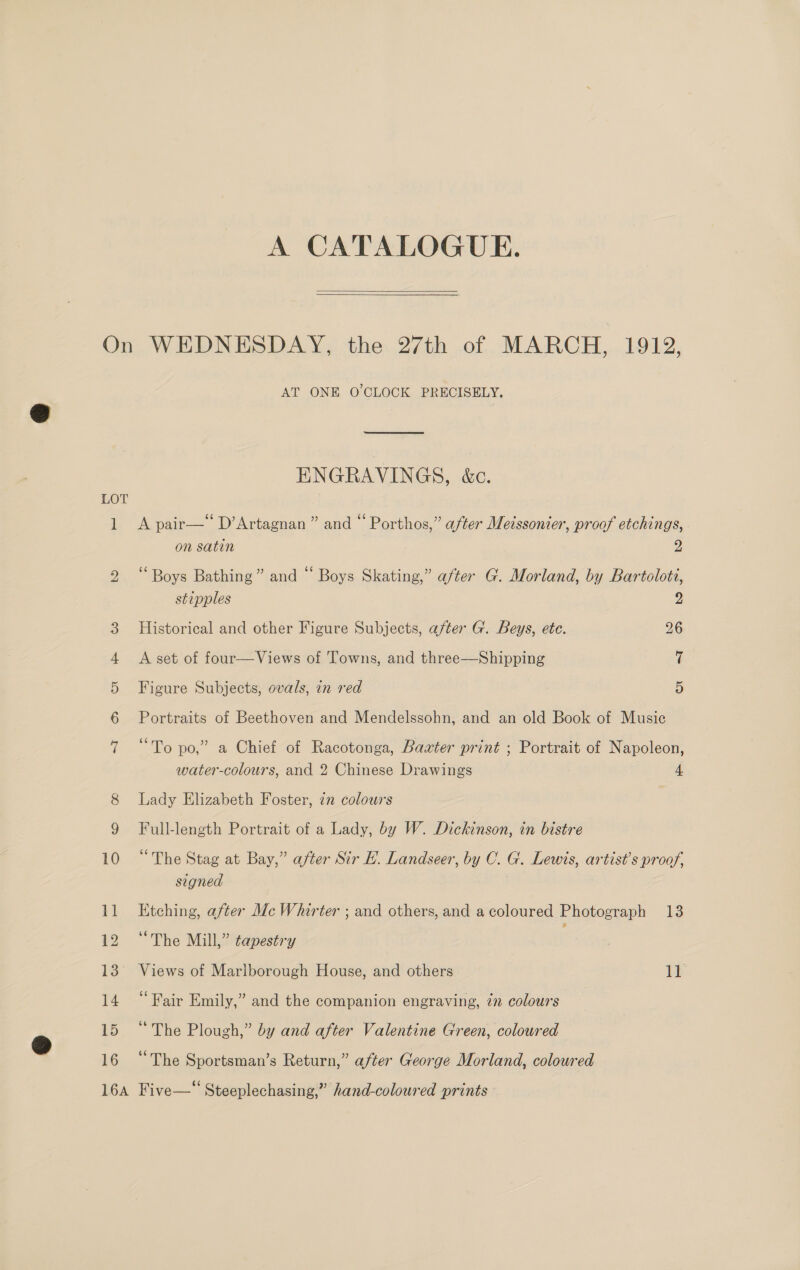 A CATALOGUE.
On WEDNESDAY, the 27th of MARCH, 1912,
AT ONE O'CLOCK PRECISELY.
ENGRAVINGS, &c.
LOT
1 A pair—“D'Artagnan” and “Porthos,” after Meissonier, proof etchings,
on satin 2
2 “Boys Bathing” and “Boys Skating,” after G. Morland, by Bartoloti,
stipples 2
3 Historical and other Figure Subjects, after G. Beys, etc. 26
4 A set of four—Views of Towns, and three—Shipping 7
5 Figure Subjects, ovals, in red 5
6 Portraits of Beethoven and Mendelssohn, and an old Book of Music
7 “To po,” a Chief of Racotonga, Baxter print ; Portrait of Napoleon,
water-colours, and 2 Chinese Drawings 4
8 Lady Elizabeth Foster, in colours
9 Full-length Portrait of a Lady, by W. Dickinson, in bistre
10 “The Stag at Bay,” after Sir E. Landseer, by C. G. Lewis, artist's proof,
signed
11 Etching, after Mc Whirter ; and others, and a coloured Photograph 13
12 “The Mill,” tapestry
13 Views of Marlborough House, and others 11
14 “Fair Emily,” and the companion engraving, in colours
15 “The Plough,” by and after Valentine Green, coloured
16 “The Sportsman's Return,” after George Morland, coloured
16A Five—“Steeplechasing,” hand-coloured prints